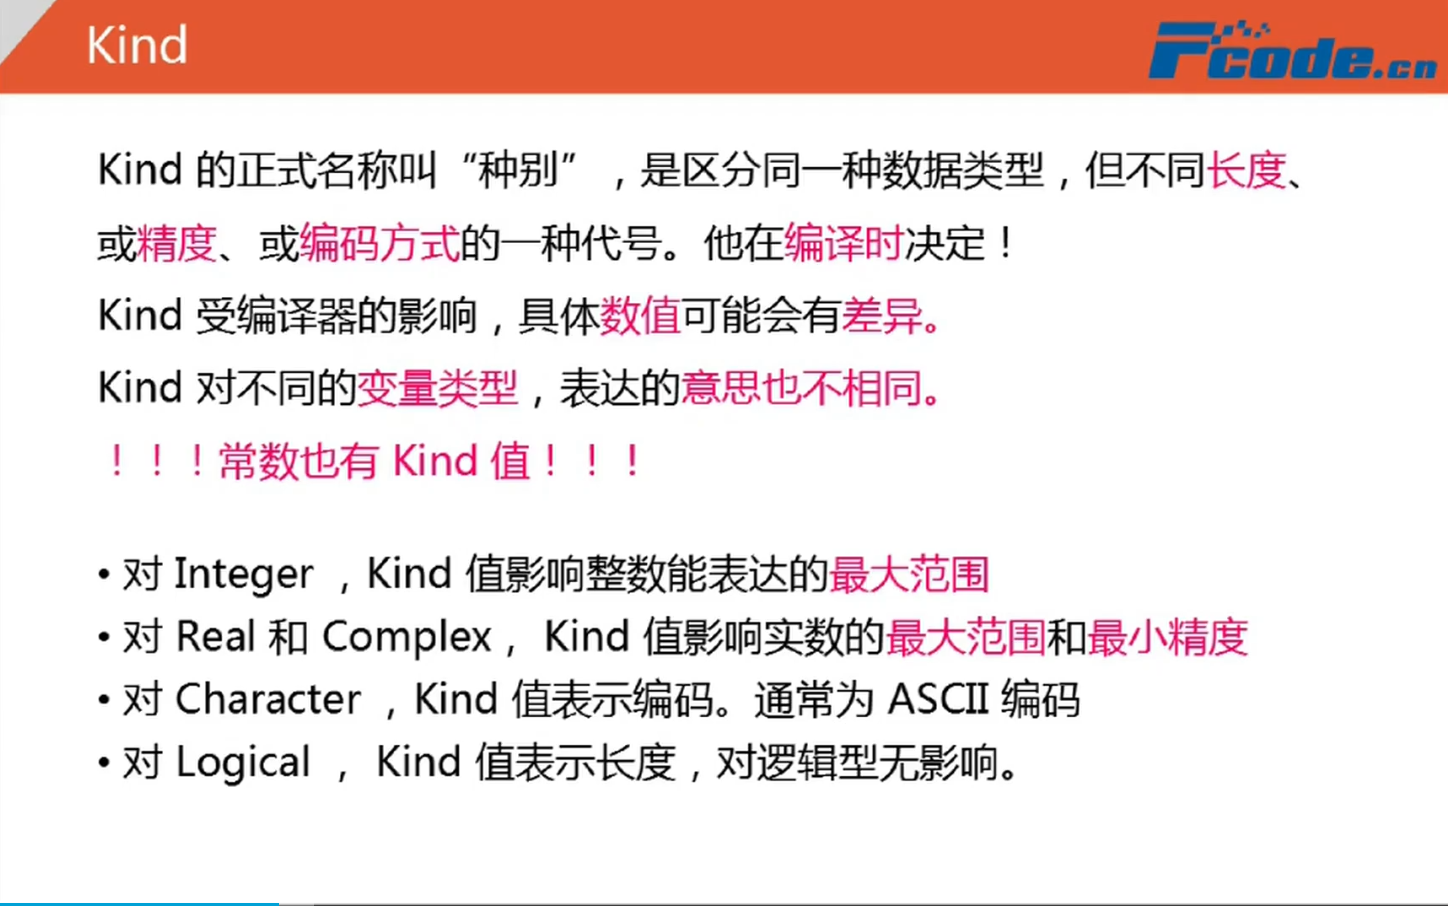 Kind
Fcode.cn
Kind 的正式名称叫“种别”，是区分同一种数据类型，但不同长度、
或精度、或编码方式的一种代号。他在编译时决定！
Kind 受编译器的影响，具体数值可能会有差异。
Kind 对不同的变量类型，表达的意思也不相同。
！！！常数也有 Kind 值！！！
• 对 Integer ，Kind 值影响整数能表达的最大范围
• 对 Real 和 Complex， Kind 值影响实数的最大范围和最小精度
• 对 Character ，Kind 值表示编码。通常为 ASCII 编码
• 对 Logical ， Kind 值表示长度，对逻辑型无影响。